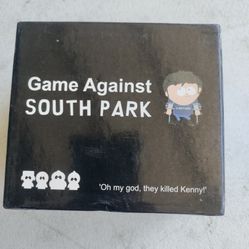 Game Against
SOUTH PARK
'Oh my god, they killed Kenny!'